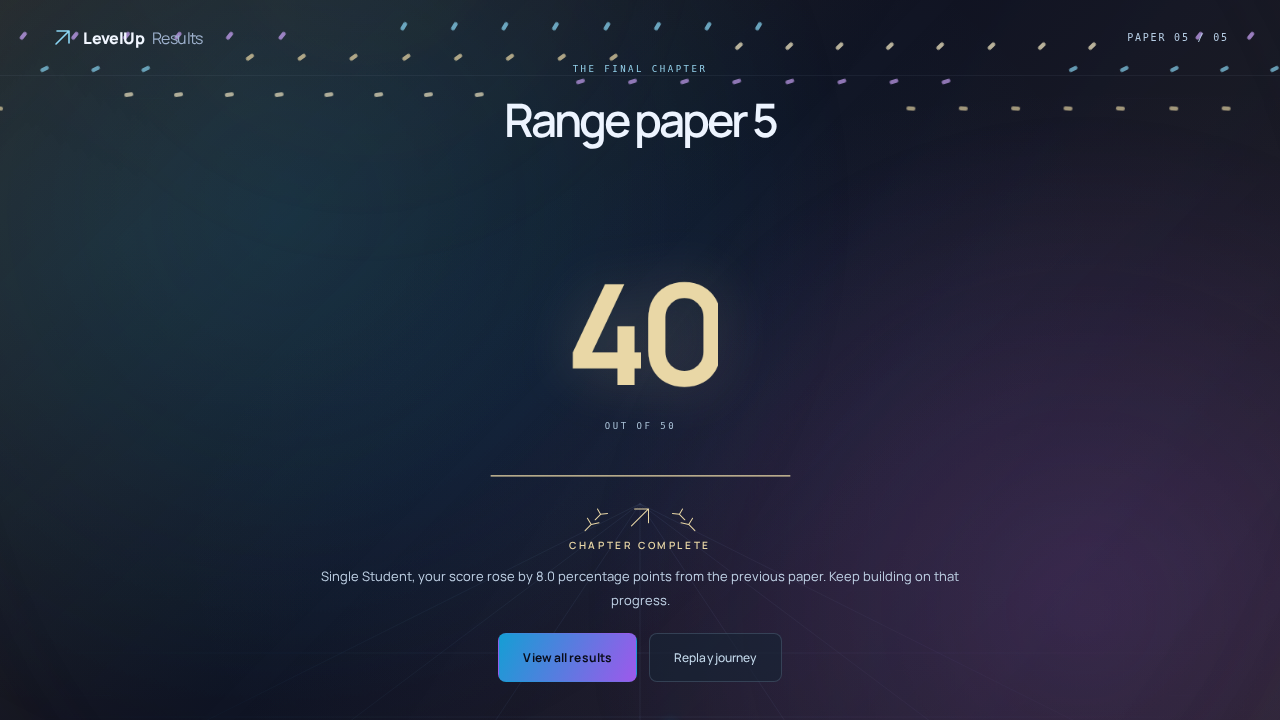 LevelUp Results
PAPER 05 / 05
THE FINAL CHAPTER
Range paper 5
40
OUT OF 50
CHAPTER COMPLETE
Single Student, your score rose by 8.0 percentage points from the previous paper. Keep building on that
progress.
View all results
Replay journey